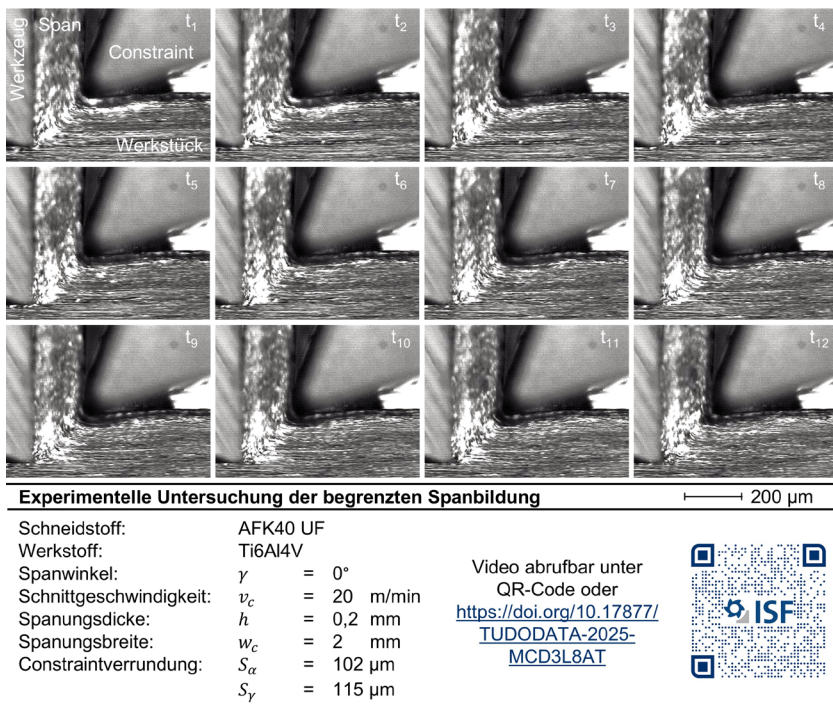 Werkzeug
Span
Constraint
Werkstück
t1
t2
t3
t4
t5
t6
t7
t8
t9
t10
t11
t12
Experimentelle Untersuchung der begrenzten Spanbildung
200 µm
Schneidstoff: AFK40 UF
Werkstoff: Ti6Al4V
Spanwinkel: γ = 0°
Schnittgeschwindigkeit: vc = 20 m/min
Spanungsdicke: h = 0,2 mm
Spanungsbreite: wc = 2 mm
Constraintverrundung: Sα = 102 µm
Sγ = 115 µm
Video abrufbar unter
QR-Code oder
https://doi.org/10.17877/
TUDODATA-2025-
MCD3L8AT
ISF